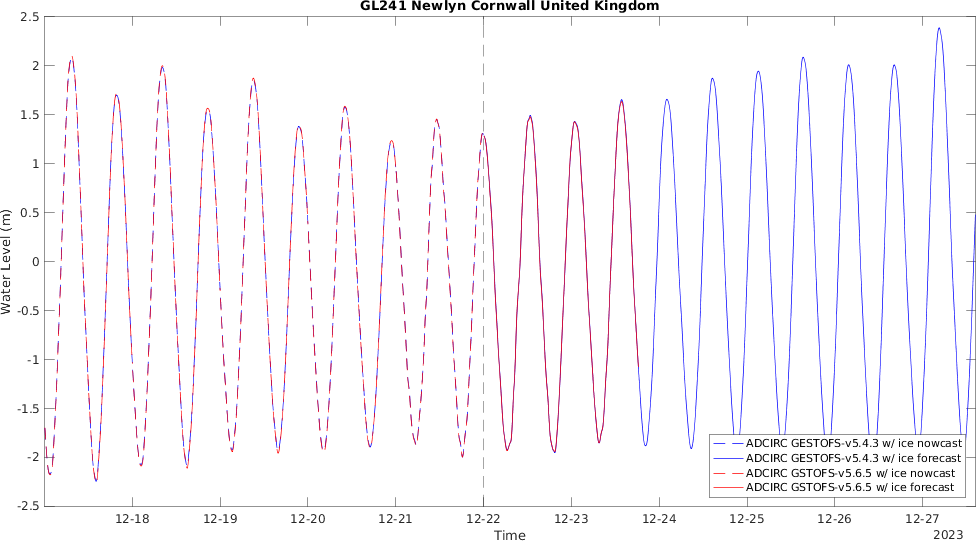 GL241 Newlyn Cornwall United Kingdom
2.5
2
1.5
1
0.5
0
-0.5
-1
-1.5
-2
-2.5
Water Level (m)
ADCIRC GESTOFS-v5.4.3 w/ ice nowcast
ADCIRC GESTOFS-v5.4.3 w/ ice forecast
ADCIRC GSTOFS-v5.6.5 w/ ice nowcast
ADCIRC GSTOFS-v5.6.5 w/ ice forecast
12-18 12-19 12-20 12-21 12-22 12-23 12-24 12-25 12-26 12-27
Time
2023